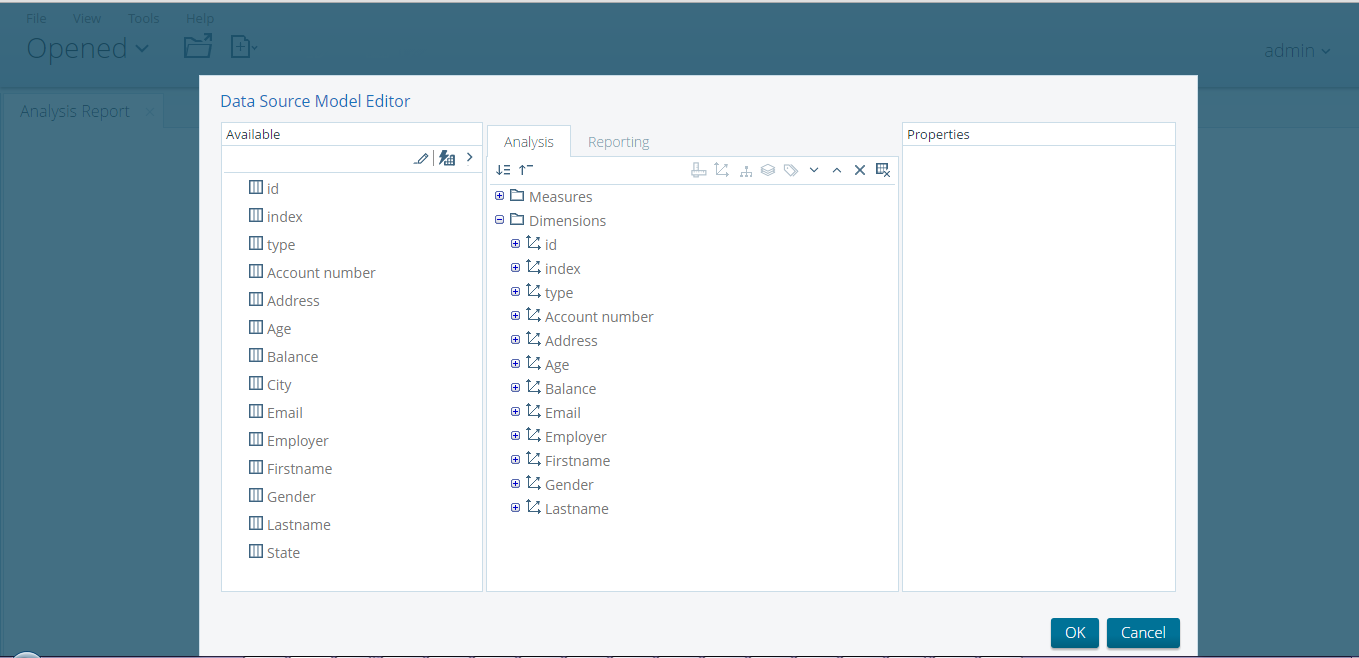 File View Tools Help
Opened
admin
Analysis Report ×
Data Source Model Editor
Available
id
index
type
Account number
Address
Age
Balance
City
Email
Employer
Firstname
Gender
Lastname
State
Analysis Reporting
Measures
Dimensions
id
index
type
Account number
Address
Age
Balance
Email
Employer
Firstname
Gender
Lastname
Properties
OK Cancel